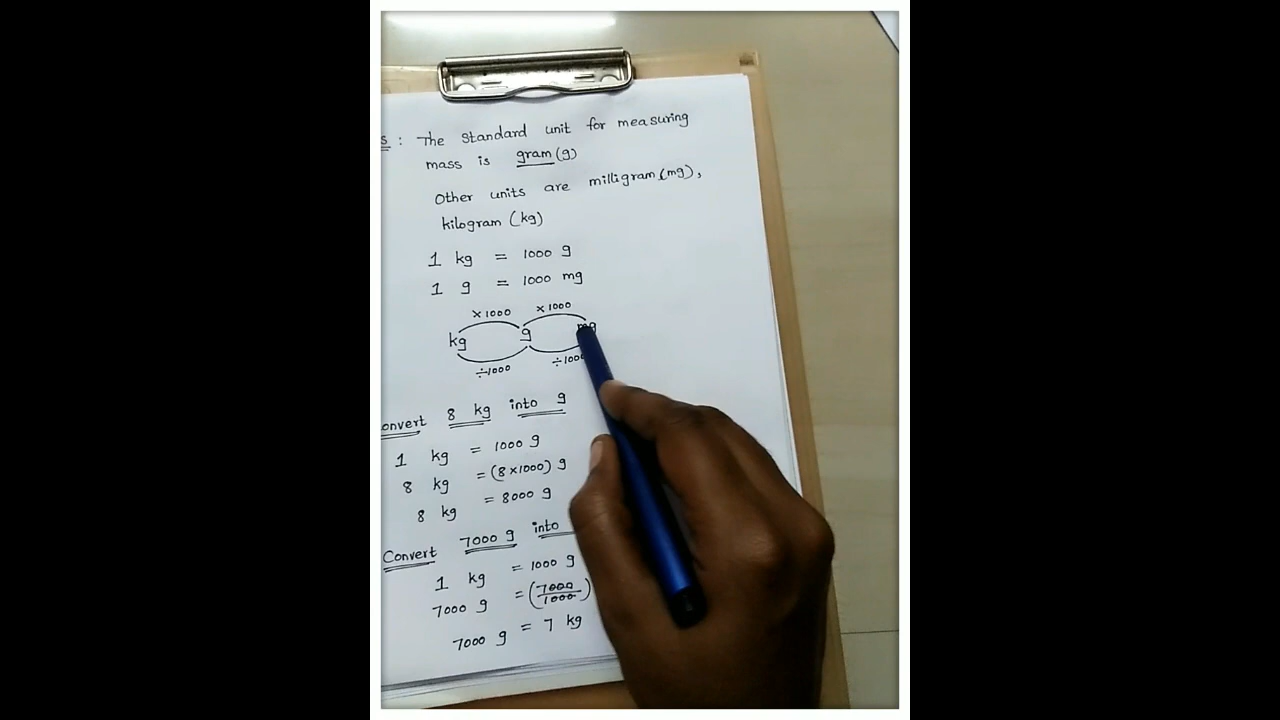 s : The standard unit for measuring
mass is gram (g)
Other units are milligram (mg),
kilogram (kg)
1 kg = 1000 g
1 g = 1000 mg
×1000 ×1000
kg g mg
÷1000 ÷1000
onvert 8 kg into g
1 kg = 1000 g
8 kg = (8×1000) g
8 kg = 8000 g
Convert 7000 g into
1 kg = 1000 g
7000 g = (7000/1000)
7000 g = 7 kg